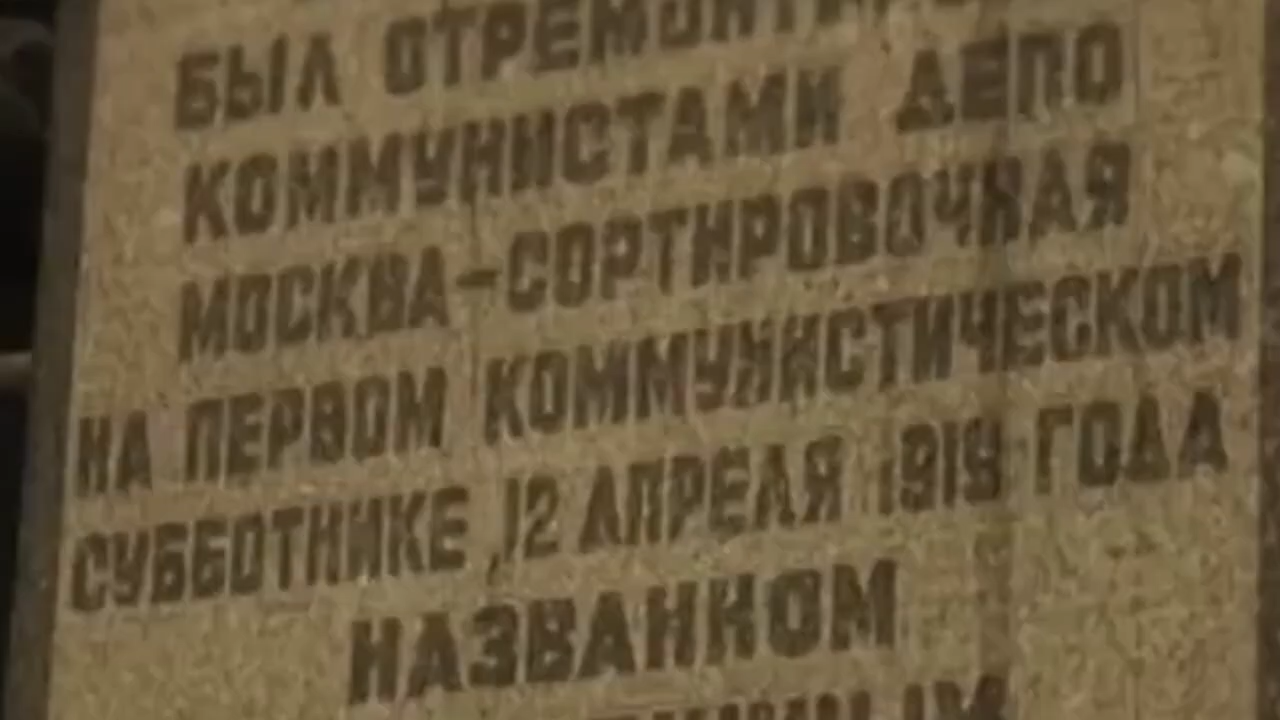 БЫЛ
КОММУНИСТАМИ ДЕПО
МОСКВА-СОРТИРОВОЧНАЯ
НА ПЕРВОМ КОММУНИСТИЧЕСКОМ
СУББОТНИКЕ ,12 АПРЕЛЯ 1919 ГОДА
НАЗВАННОМ